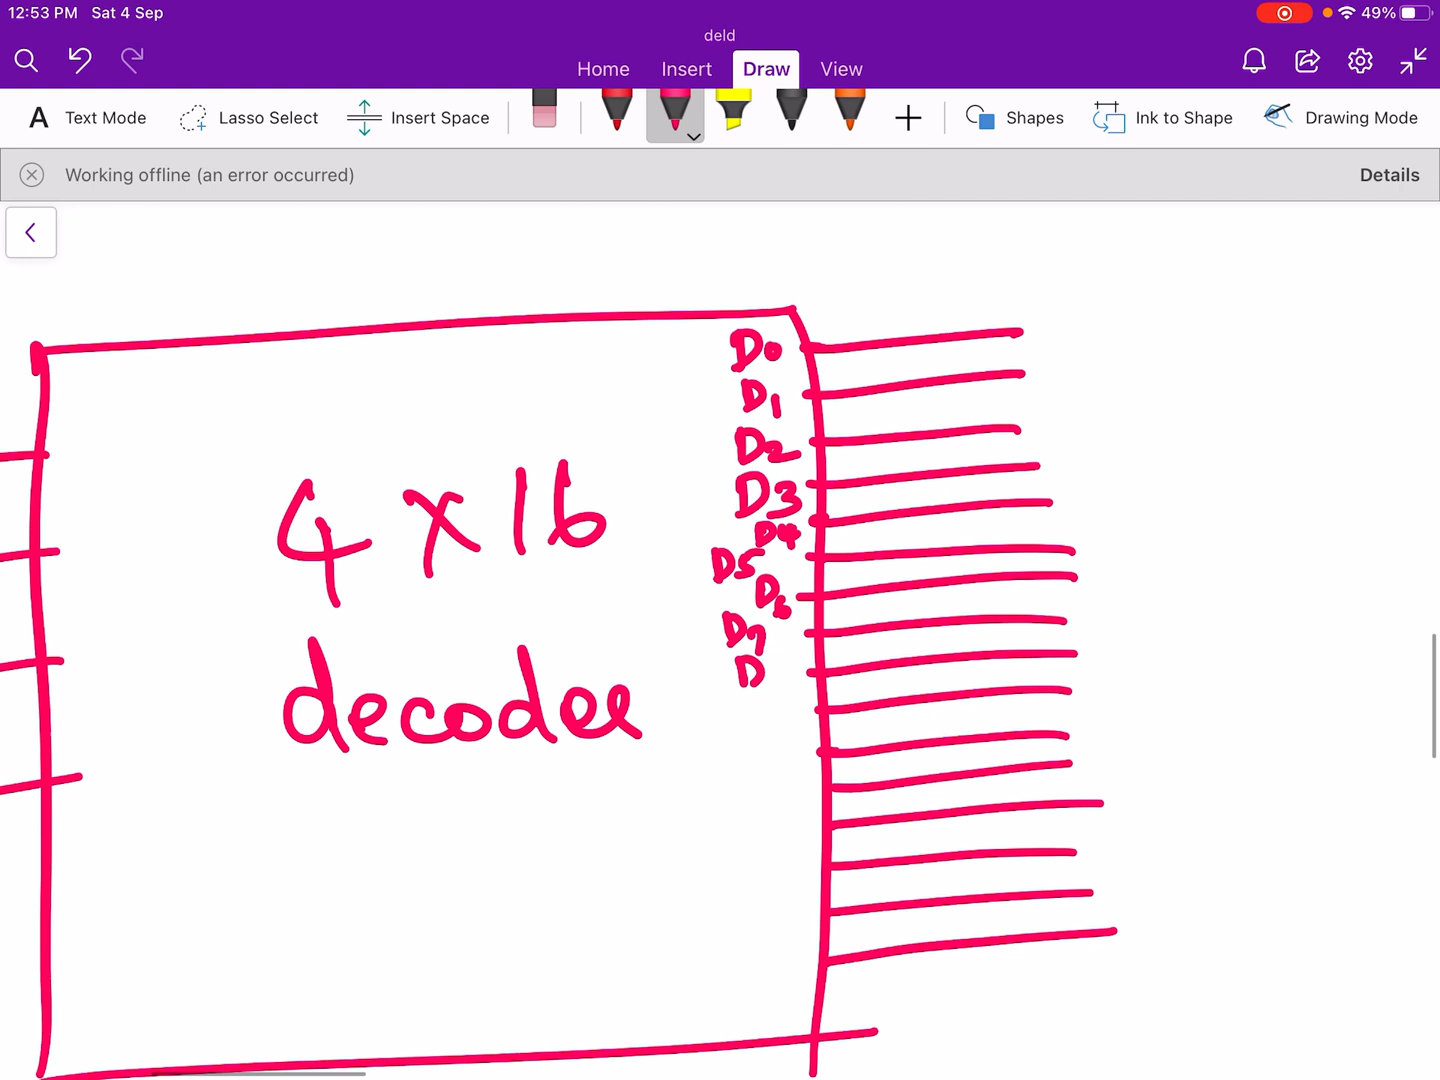 12:53 PM Sat 4 Sep
49%
deld
Home Insert Draw View
A Text Mode Lasso Select Insert Space Shapes Ink to Shape Drawing Mode
Working offline (an error occurred) Details
D0
D1
D2
D3
D4
D5
D6
D7
D
4 x 16
decoder